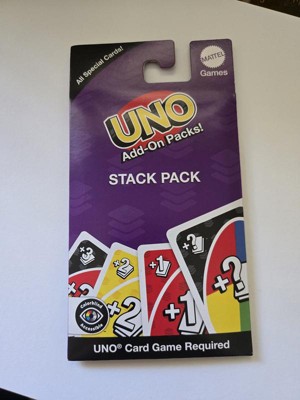 All Special Cards!
MATTEL
Games
UNO
Add-On Packs!
STACK PACK
+3
+2
+1
+?
+2
+1
+?
Colorblind
Accessible
UNO® Card Game Required